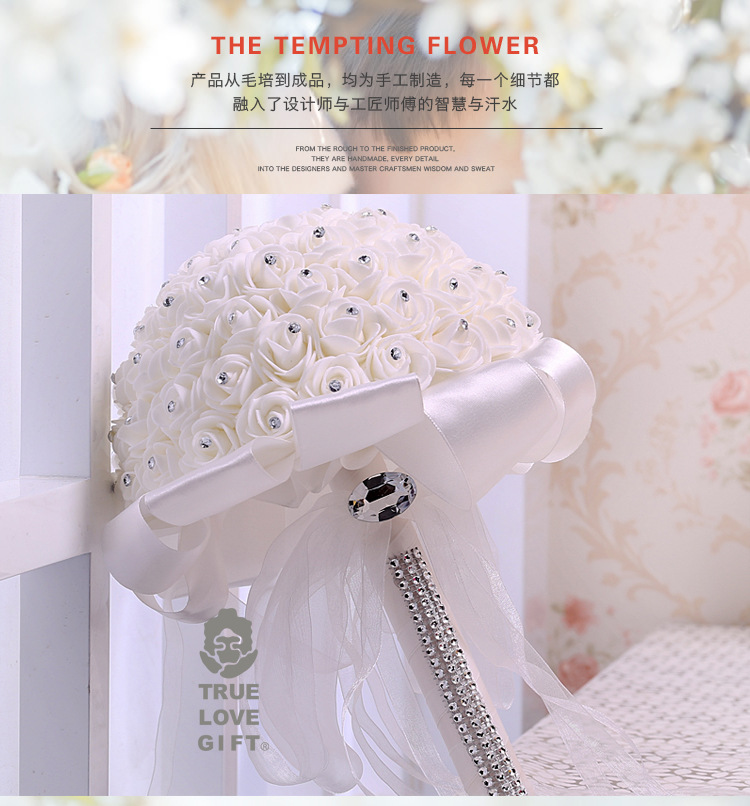 THE TEMPTING FLOWER
产品从毛培到成品，均为手工制造，每一个细节都
融入了设计师与工匠师傅的智慧与汗水
FROM THE ROUGH TO THE FINISHED PRODUCT,
THEY ARE HANDMADE, EVERY DETAIL
INTO THE DESIGNERS AND MASTER CRAFTSMEN WISDOM AND SWEAT
TRUE
LOVE
GIFT®